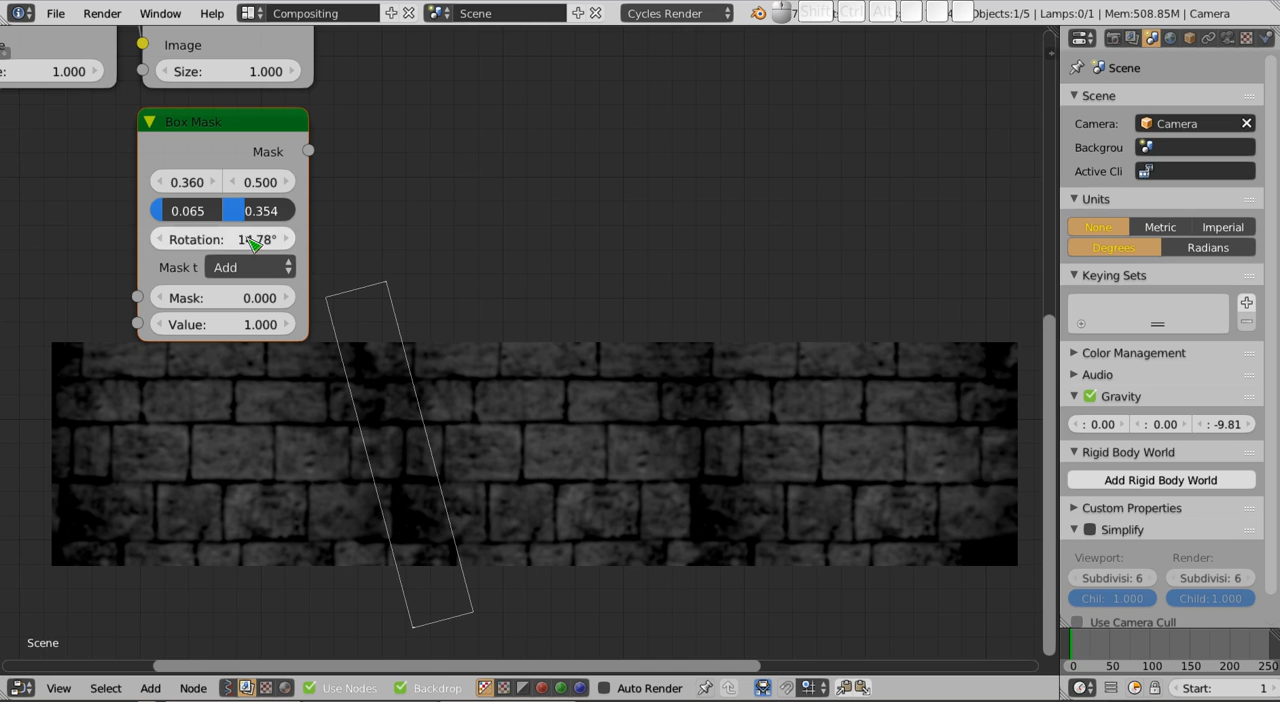 File Render Window Help Compositing Scene Cycles Render Shift Ctrl Alt Objects:1/5 | Lamps:0/1 | Mem:508.85M | Camera
Image
1.000
Size: 1.000
Box Mask
Mask
0.360 0.500
0.065 0.354
Rotation:
Mask t Add
Mask: 0.000
Value: 1.000
Scene
View Select Add Node Use Nodes Backdrop Auto Render
Scene
Scene
Camera: Camera
Backgrou
Active Cli
Units
None Metric Imperial
Degrees Radians
Keying Sets
Color Management
Audio
Gravity
: 0.00 : 0.00 : -9.81
Rigid Body World
Add Rigid Body World
Custom Properties
Simplify
Viewport: Render:
Subdivisi: 6 Subdivisi: 6
Chil: 1.000 Child: 1.000
Use Camera Cull
0 50 100 150 200 250
Start: 1